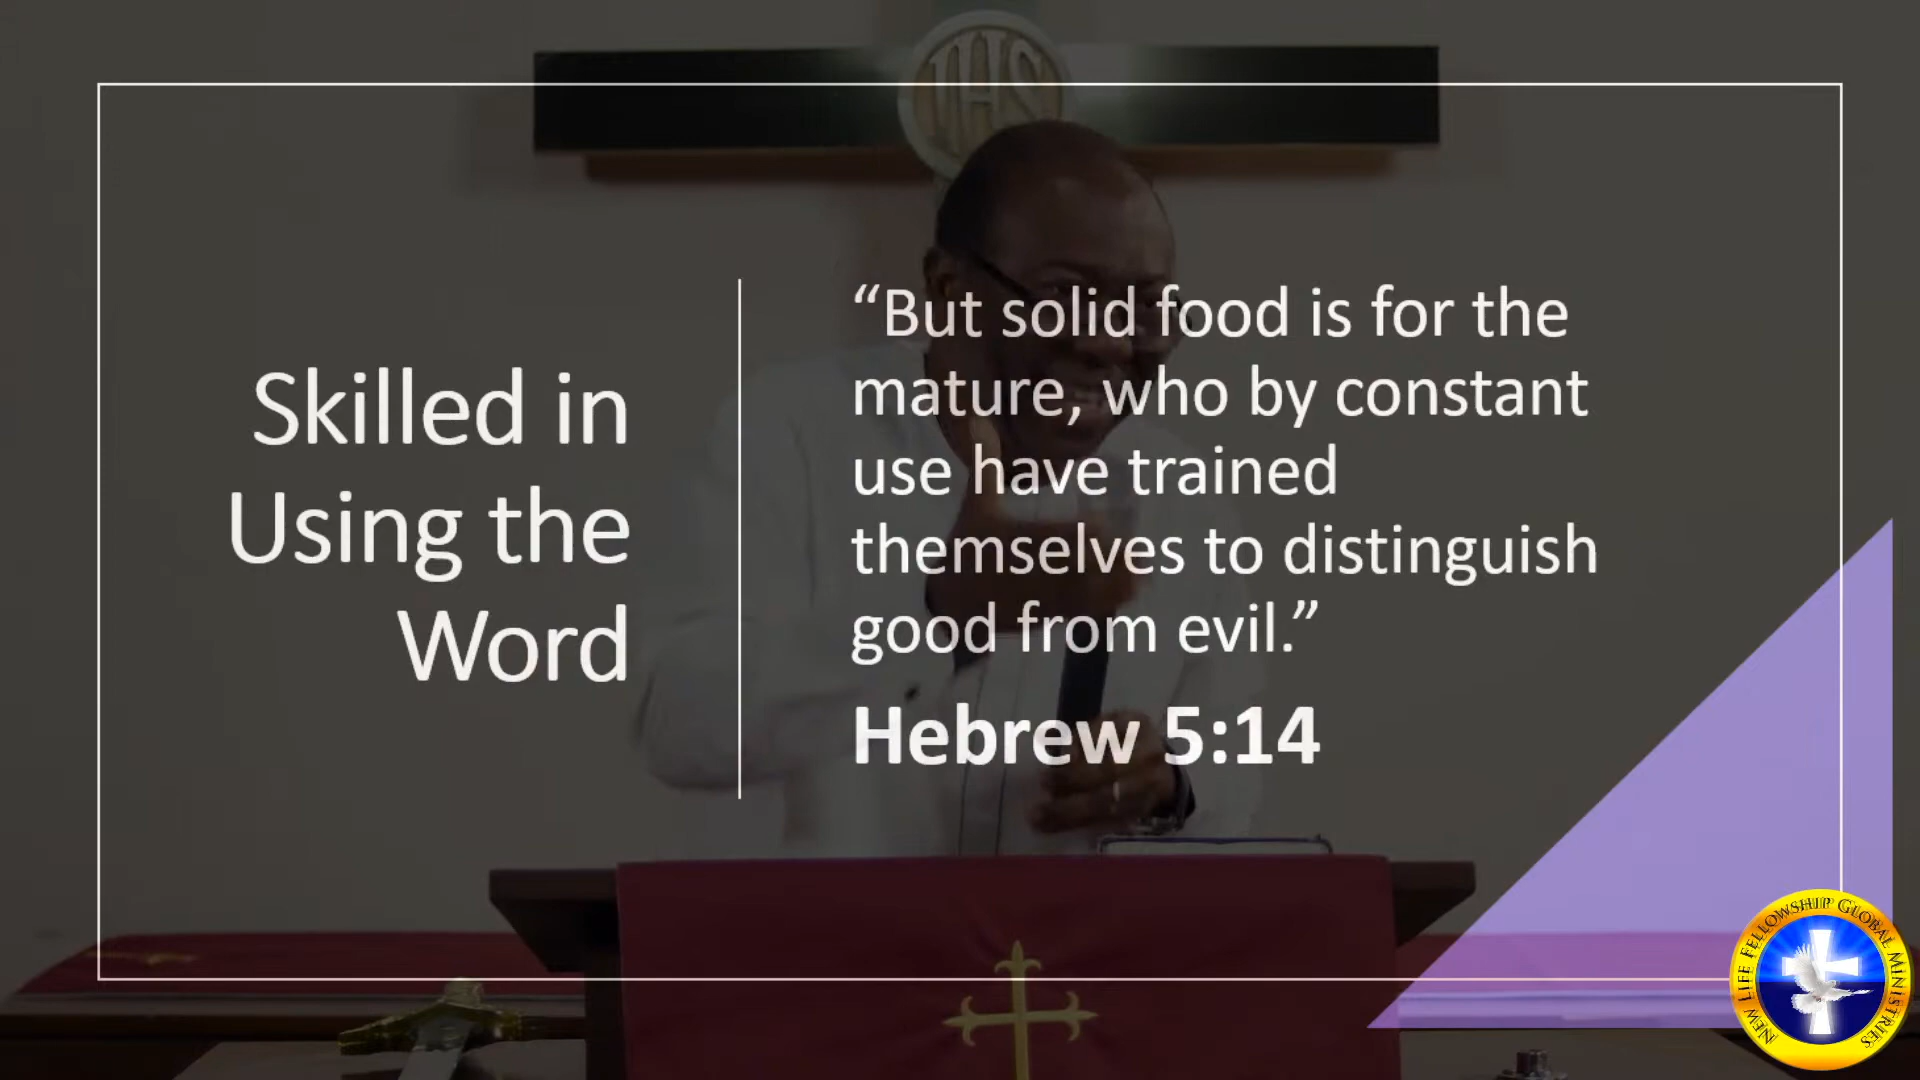 IHS
Skilled in
Using the
Word
“But solid food is for the
mature, who by constant
use have trained
themselves to distinguish
good from evil.”
Hebrew 5:14
NEW LIFE FELLOWSHIP GLOBAL MINISTRIES